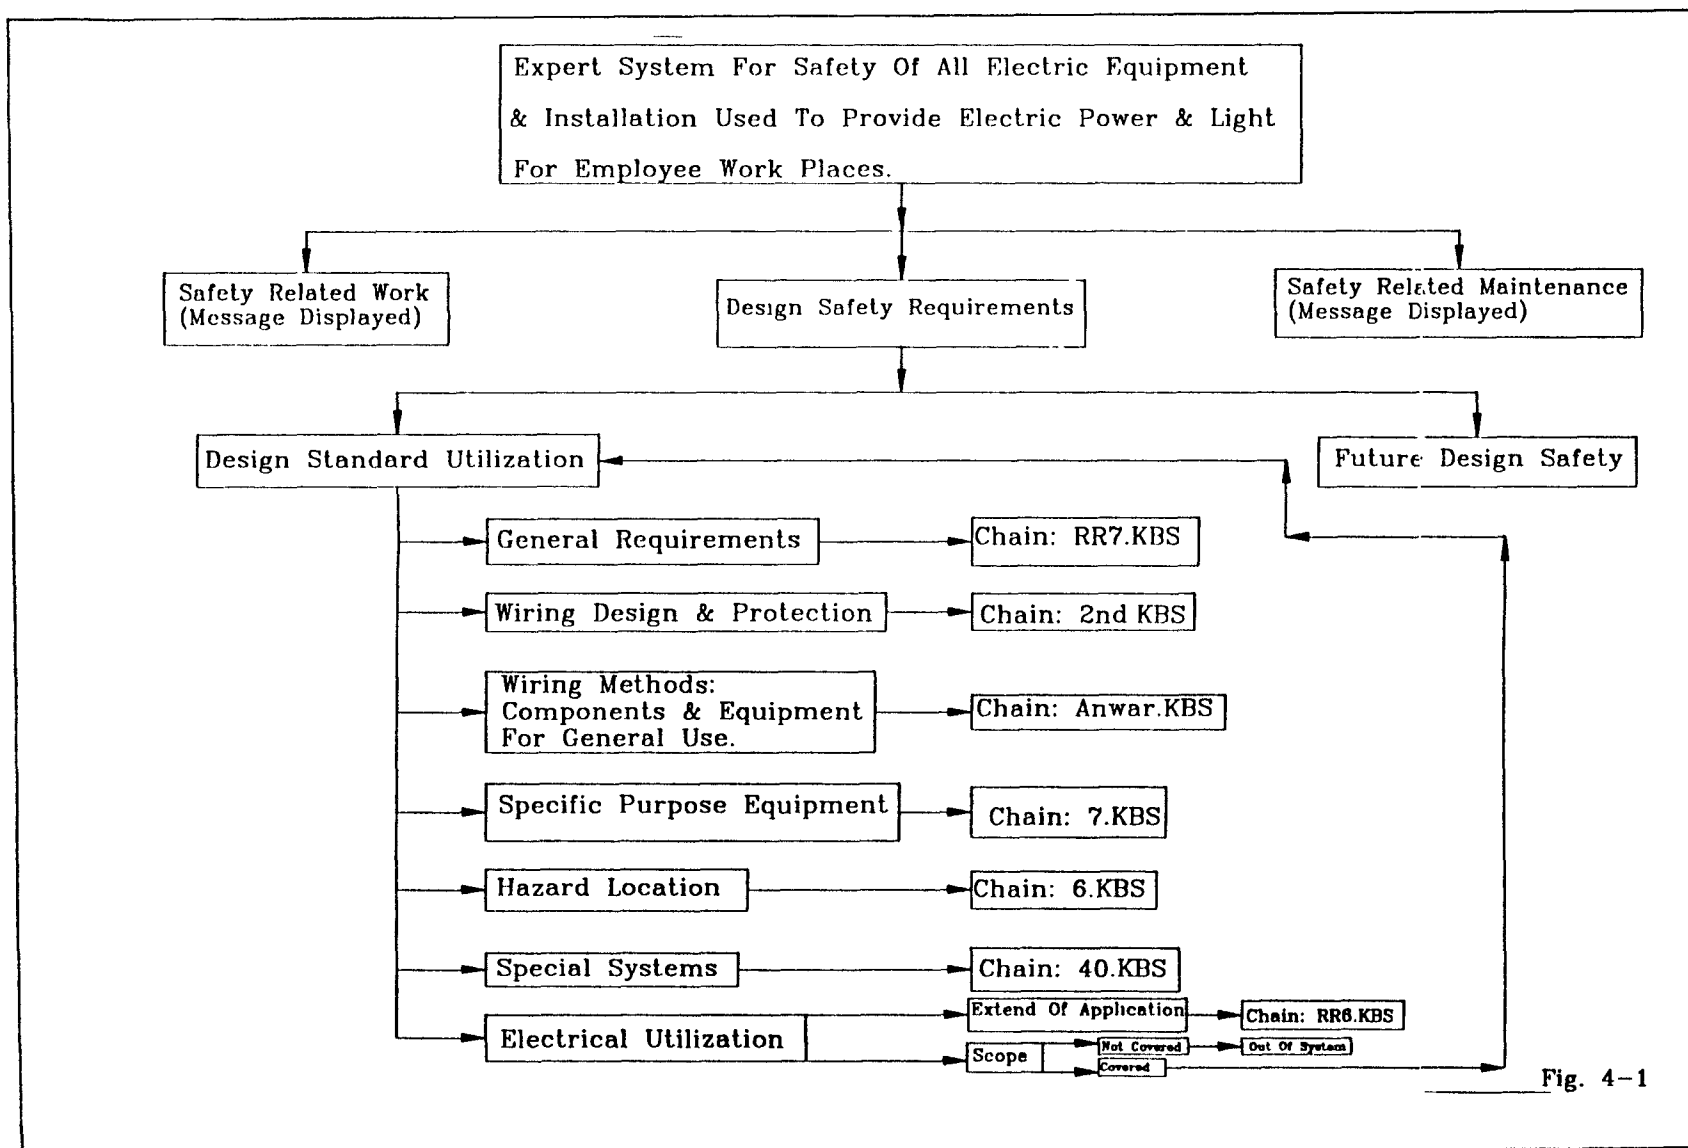 Expert System For Safety Of All Electric Equipment
& Installation Used To Provide Electric Power & Light
For Employee Work Places.
Safety Related Work
(Message Displayed)
Design Safety Requirements
Safety Related Maintenance
(Message Displayed)
Design Standard Utilization
Future Design Safety
General Requirements
Chain: RR7.KBS
Wiring Design & Protection
Chain: 2nd KBS
Wiring Methods:
Components & Equipment
For General Use.
Chain: Anwar.KBS
Specific Purpose Equipment
Chain: 7.KBS
Hazard Location
Chain: 6.KBS
Special Systems
Chain: 40.KBS
Electrical Utilization
Extend Of Application
Chain: RR6.KBS
Scope
Not Covered
Out Of System
Covered
Fig. 4-1